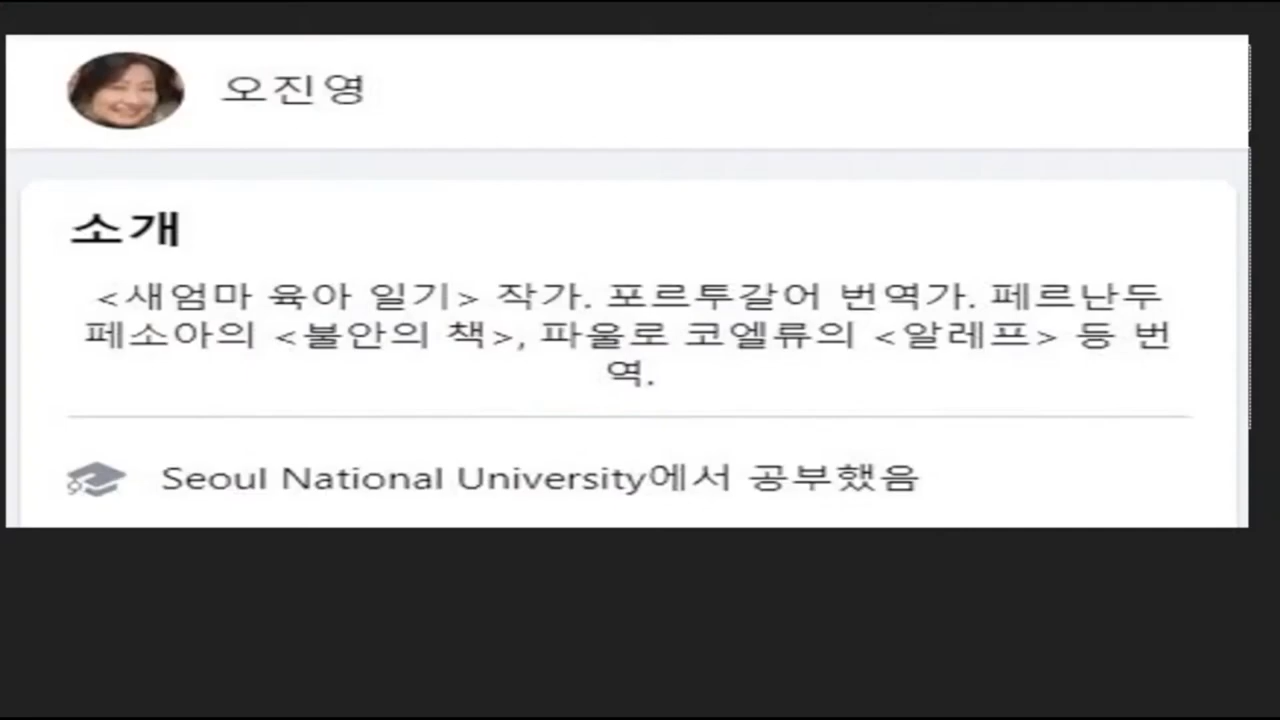 오진영
소개
<새엄마 육아 일기> 작가. 포르투갈어 번역가. 페르난두
페소아의 <불안의 책>, 파울로 코엘류의 <알레프> 등 번
역.
Seoul National University에서 공부했음